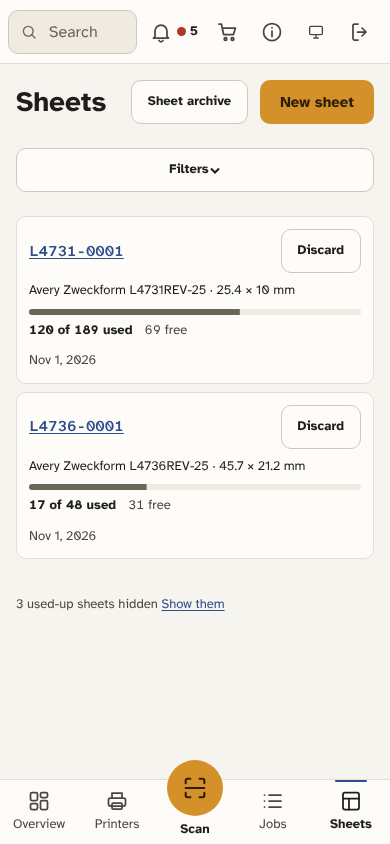 Search
5
Sheets
Sheet archive
New sheet
Filters
L4731-0001
Discard
Avery Zweckform L4731REV-25 · 25.4 × 10 mm
120 of 189 used 69 free
Nov 1, 2026
L4736-0001
Discard
Avery Zweckform L4736REV-25 · 45.7 × 21.2 mm
17 of 48 used 31 free
Nov 1, 2026
3 used-up sheets hidden Show them
Overview
Printers
Scan
Jobs
Sheets